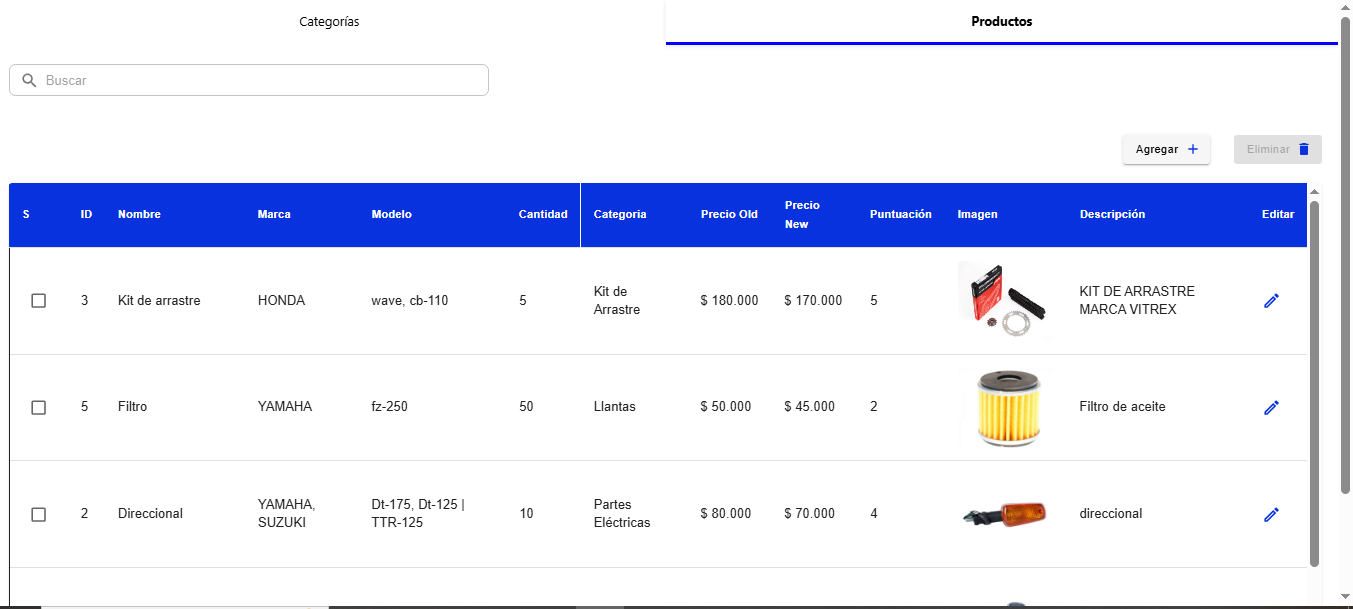 Categorías
Productos
Buscar
Agregar +
Eliminar
S ID Nombre Marca Modelo Cantidad Categoria Precio Old Precio New Puntuación Imagen Descripción Editar
3 Kit de arrastre HONDA wave, cb-110 5 Kit de Arrastre $ 180.000 $ 170.000 5 KIT DE ARRASTRE MARCA VITREX
5 Filtro YAMAHA fz-250 50 Llantas $ 50.000 $ 45.000 2 Filtro de aceite
2 Direccional YAMAHA, SUZUKI Dt-175, Dt-125 | TTR-125 10 Partes Eléctricas $ 80.000 $ 70.000 4 direccional